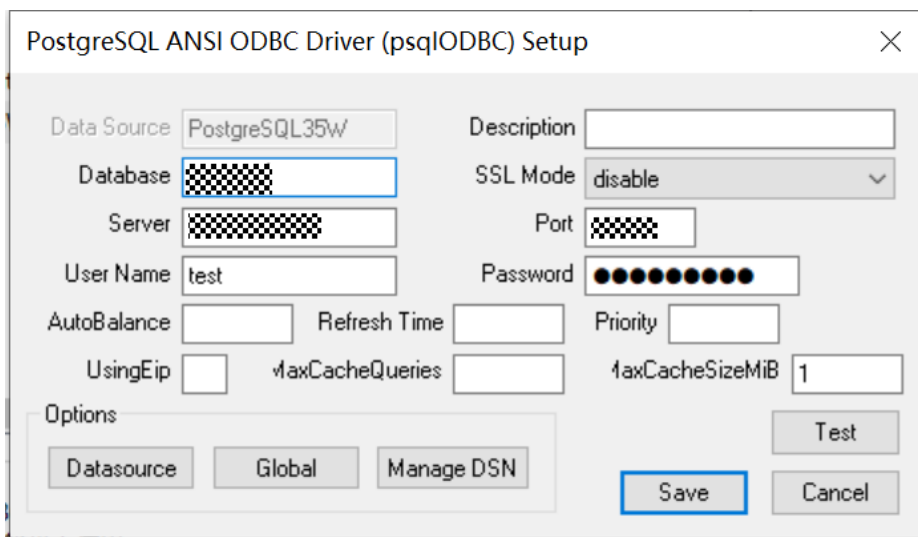 PostgreSQL ANSI ODBC Driver (psqlODBC) Setup
Data Source PostgreSQL35W Description
Database SSL Mode disable
Server Port
User Name test Password ●●●●●●●●●
AutoBalance Refresh Time Priority
UsingEip MaxCacheQueries MaxCacheSizeMiB 1
Options
Datasource Global Manage DSN
Test
Save Cancel